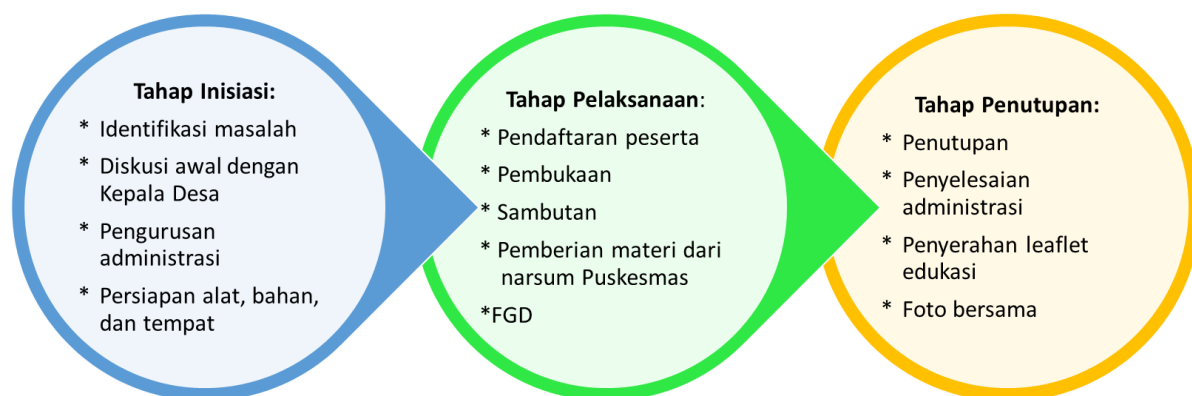 Tahap Inisiasi:
* Identifikasi masalah
* Diskusi awal dengan
Kepala Desa
* Pengurusan
administrasi
* Persiapan alat, bahan,
dan tempat
Tahap Pelaksanaan:
* Pendaftaran peserta
* Pembukaan
* Sambutan
* Pemberian materi dari
narsum Puskesmas
*FGD
Tahap Penutupan:
* Penutupan
* Penyelesaian
administrasi
* Penyerahan leaflet
edukasi
* Foto bersama